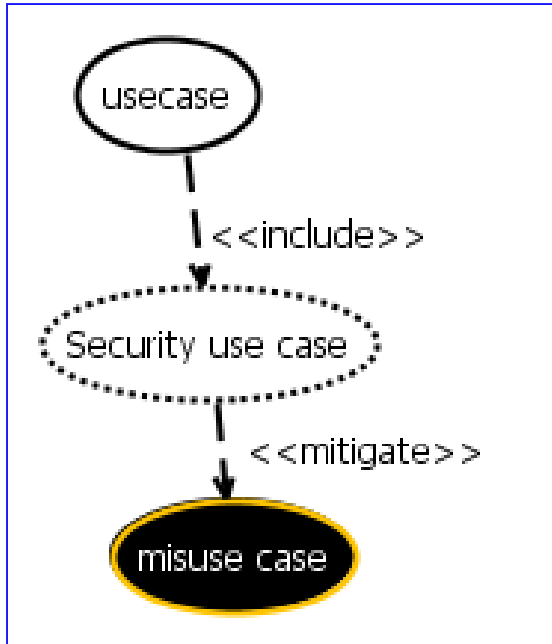 usecase
<<include>>
Security use case
<<mitigate>>
misuse case